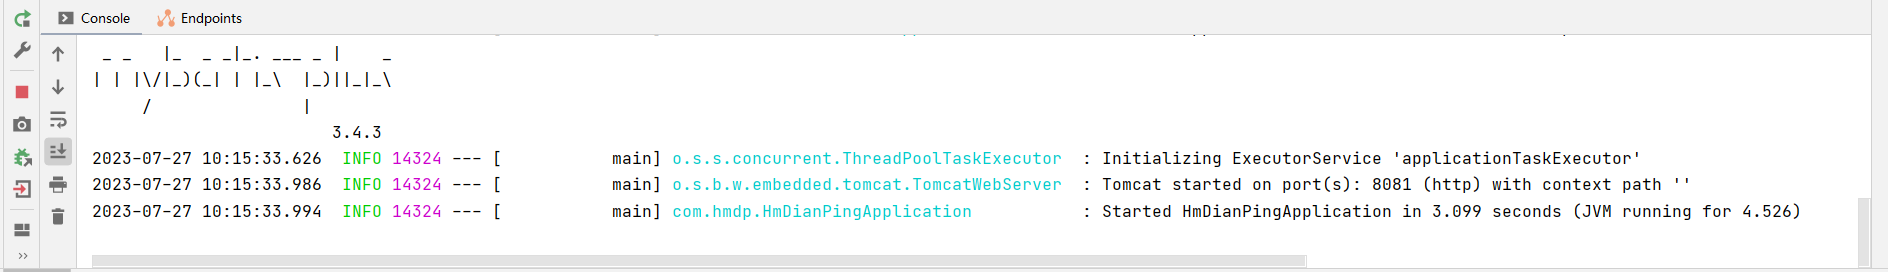 Console Endpoints
 _ _   |_  _ _|_. ___ _ |    _
| | |\/|_)(_| | |_\  |_)||_|_\
     /               |
                        3.4.3
2023-07-27 10:15:33.626  INFO 14324 --- [           main] o.s.s.concurrent.ThreadPoolTaskExecutor  : Initializing ExecutorService 'applicationTaskExecutor'
2023-07-27 10:15:33.986  INFO 14324 --- [           main] o.s.b.w.embedded.tomcat.TomcatWebServer  : Tomcat started on port(s): 8081 (http) with context path ''
2023-07-27 10:15:33.994  INFO 14324 --- [           main] com.hmdp.HmDianPingApplication           : Started HmDianPingApplication in 3.099 seconds (JVM running for 4.526)